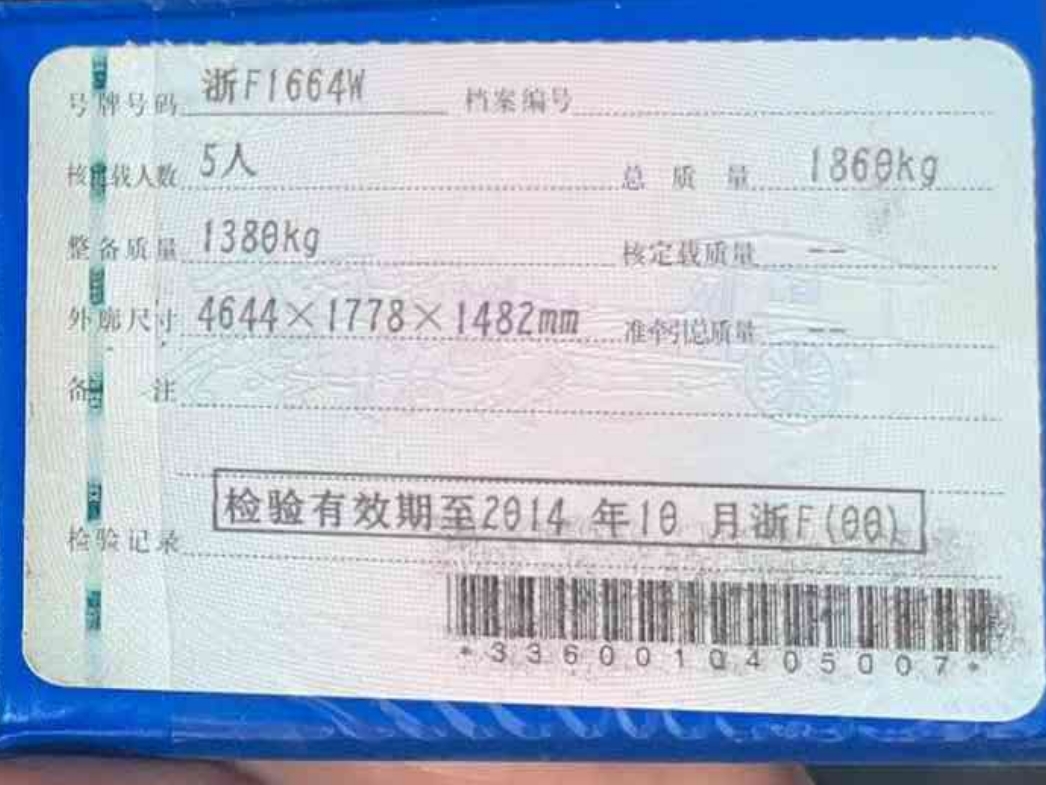 号牌号码 浙F1664W 档案编号
核定载人数 5人 总质量 1860kg
整备质量 1380kg 核定载质量 --
外廓尺寸 4644×1778×1482mm 准牵引总质量 --
备注
检验有效期至2014 年10 月浙F(00)
检验记录
*3360010405007*